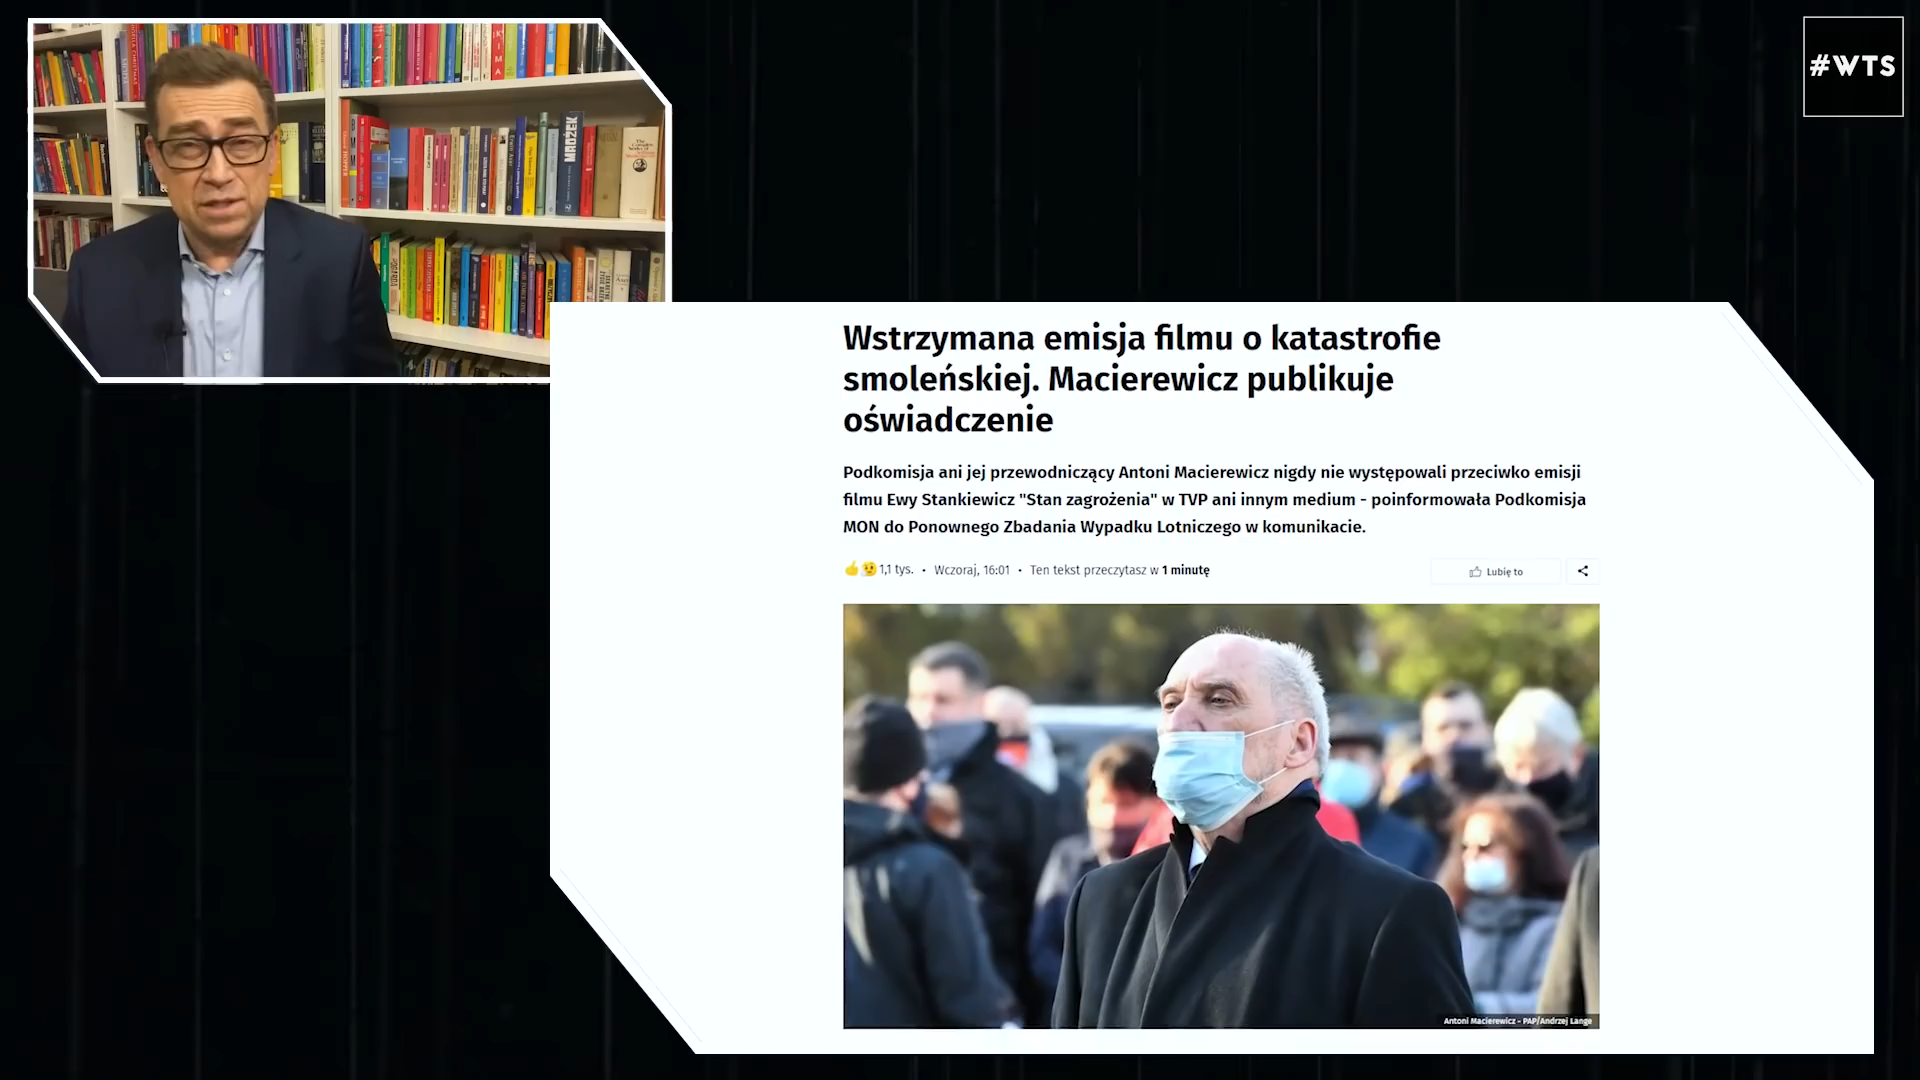 #WTS
MROŻEK
Wstrzymana emisja filmu o katastrofie
smoleńskiej. Macierewicz publikuje
oświadczenie
Podkomisja ani jej przewodniczący Antoni Macierewicz nigdy nie występowali przeciwko emisji
filmu Ewy Stankiewicz "Stan zagrożenia" w TVP ani innym medium - poinformowała Podkomisja
MON do Ponownego Zbadania Wypadku Lotniczego w komunikacie.
1,1 tys. • Wczoraj, 16:01 • Ten tekst przeczytasz w 1 minutę
Lubię to
Antoni Macierewicz – PAP/Andrzej Lange